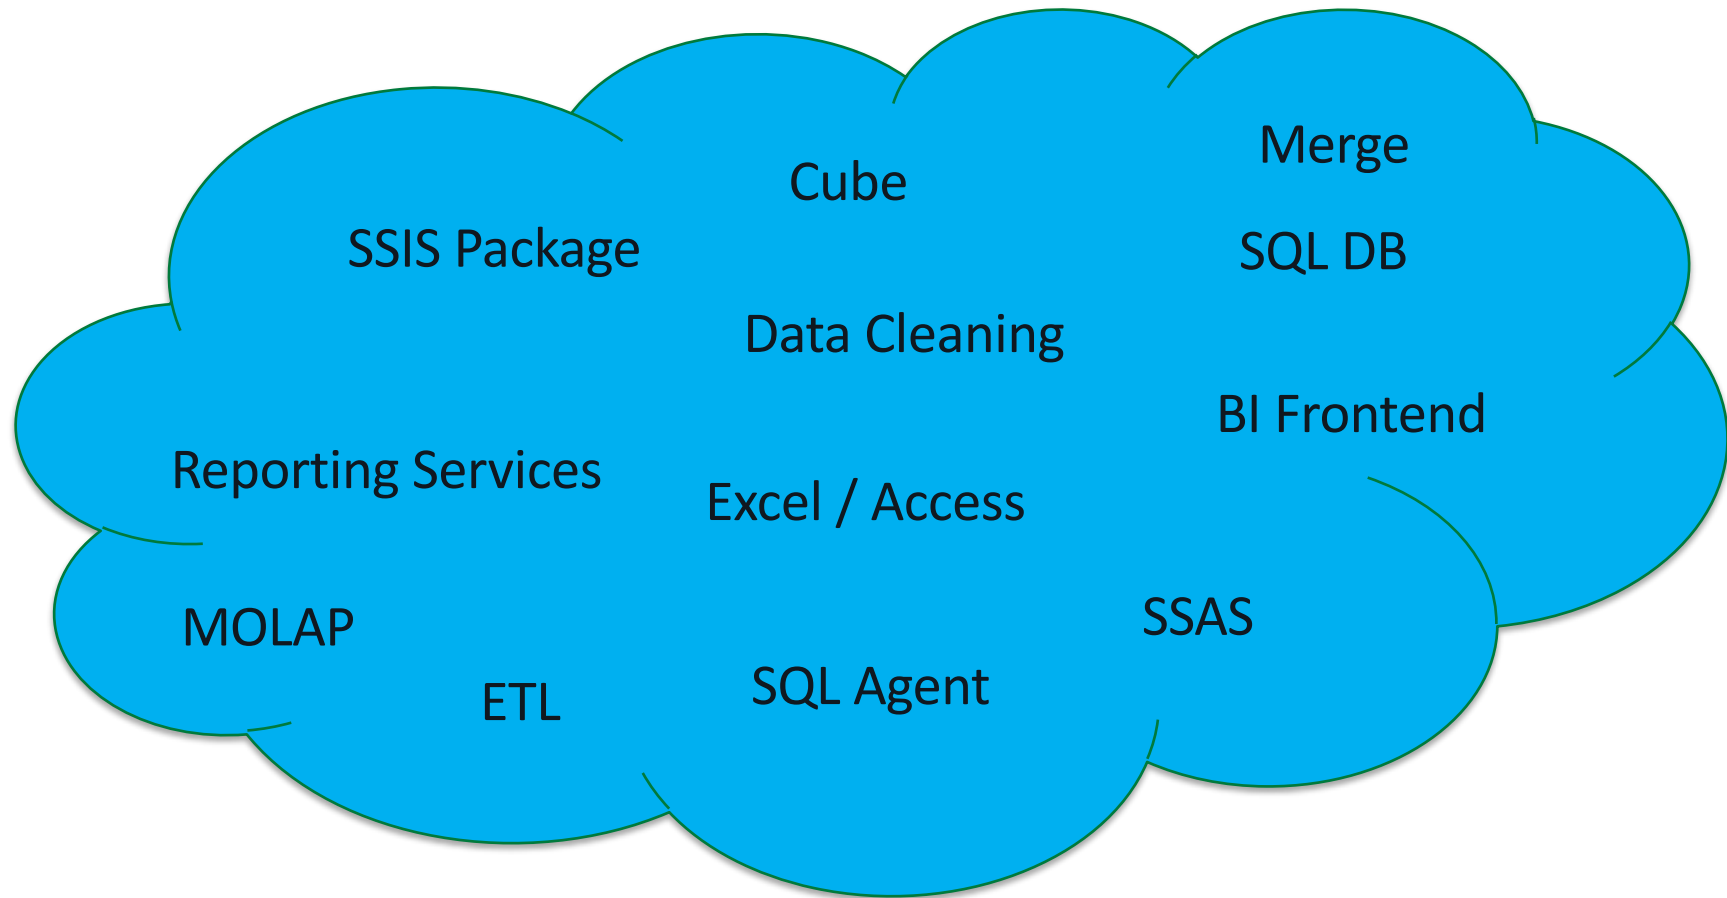 Merge
Cube
SSIS Package
SQL DB
Data Cleaning
BI Frontend
Reporting Services
Excel / Access
MOLAP
SSAS
ETL
SQL Agent